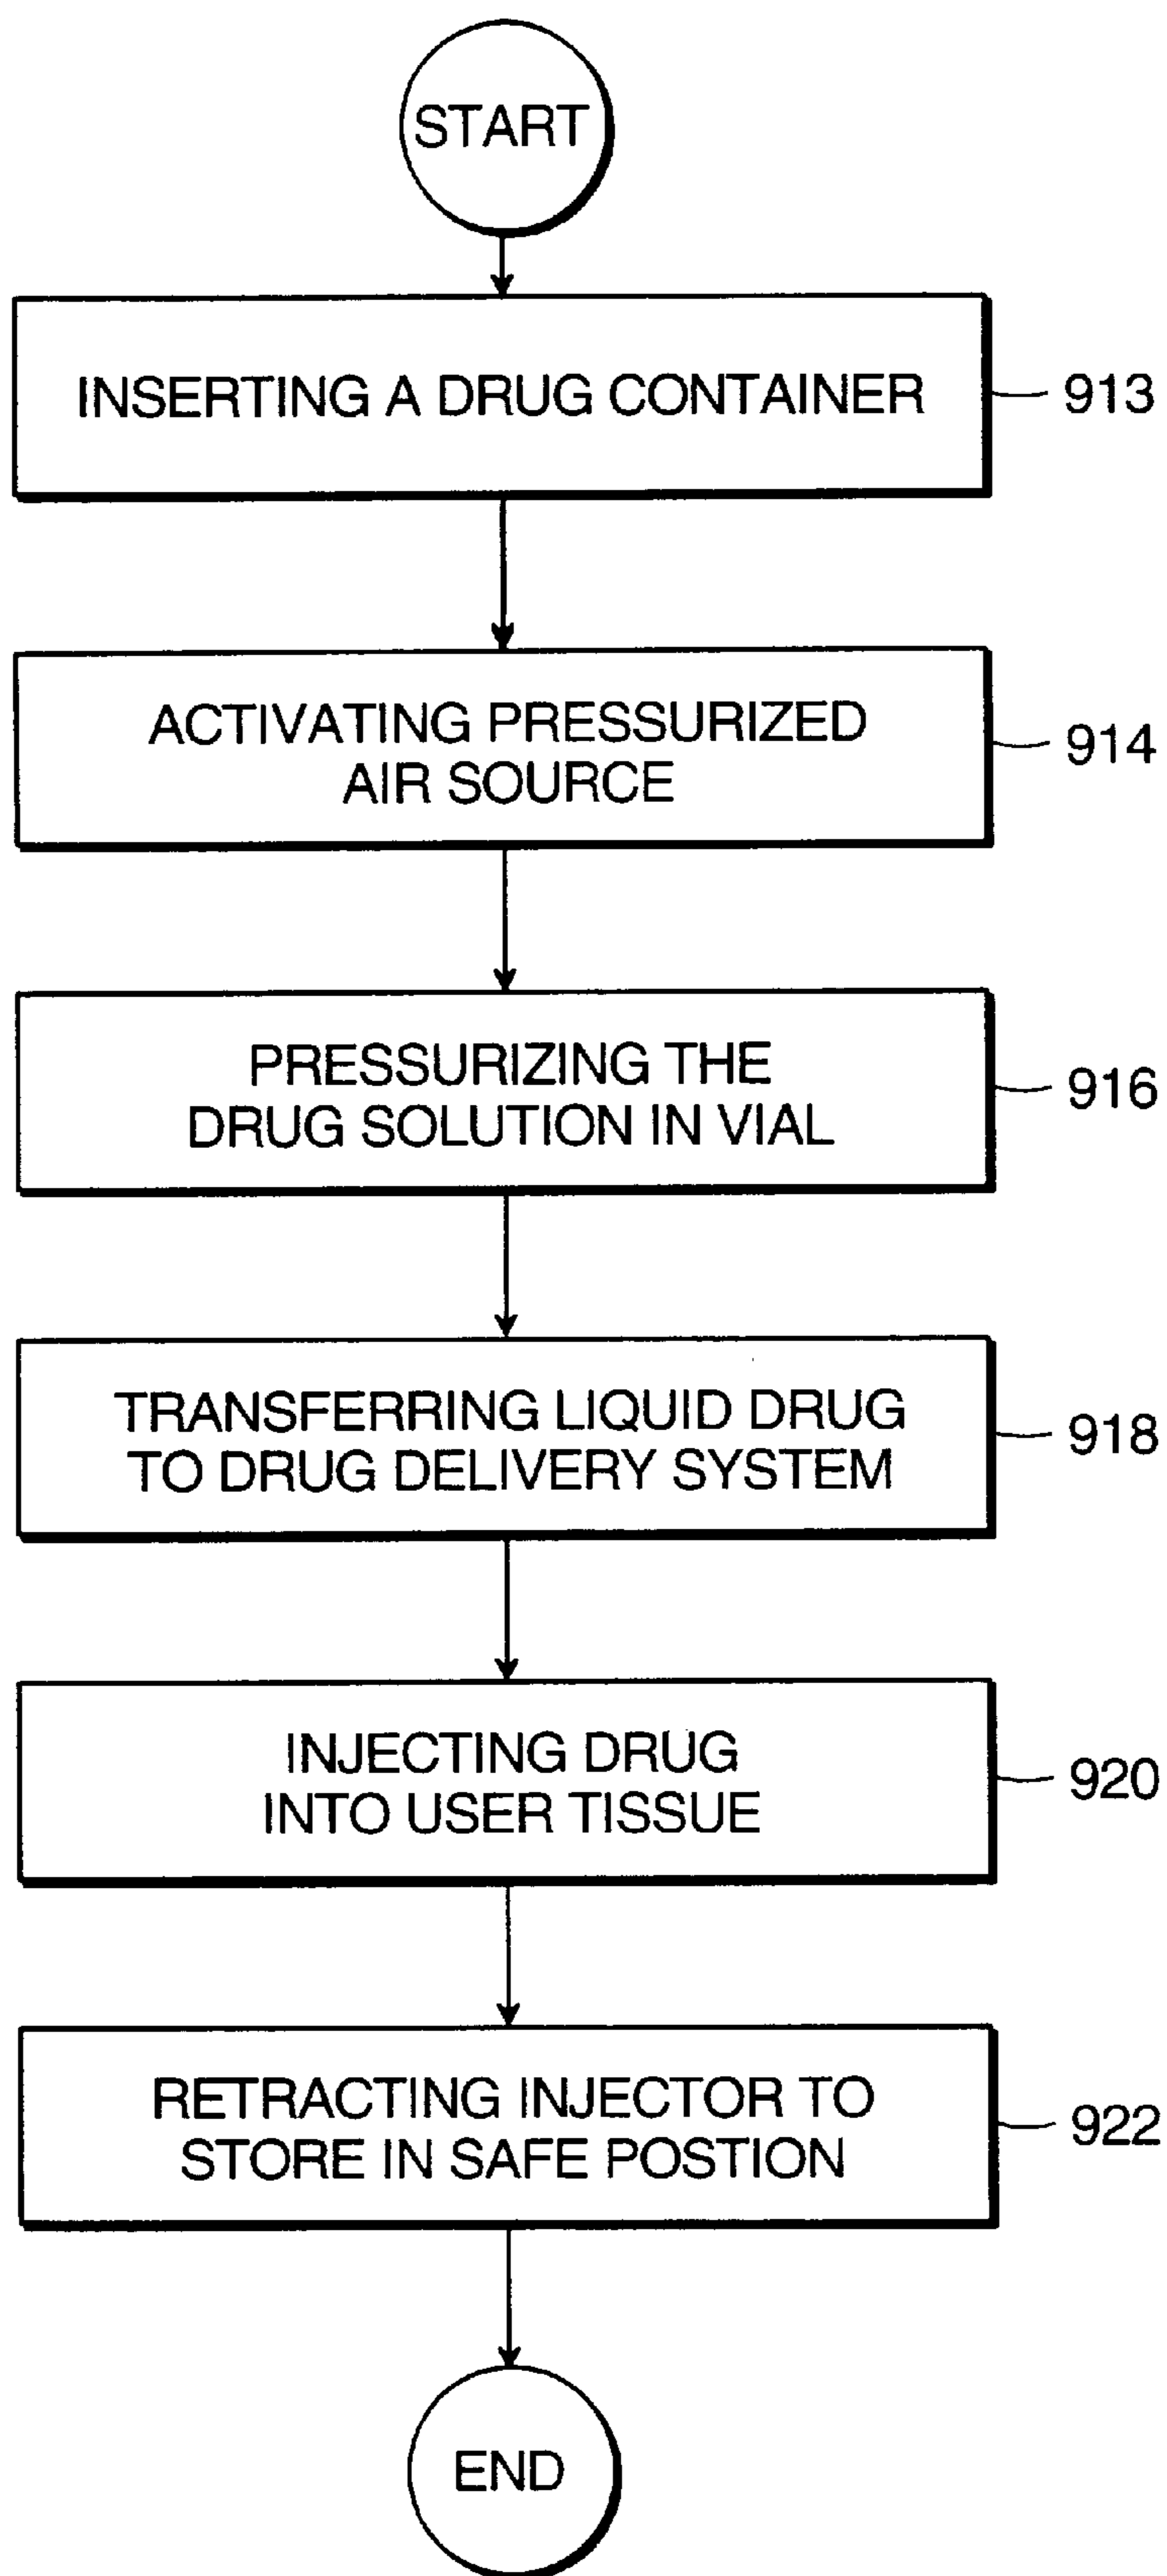 START
INSERTING A DRUG CONTAINER
913
ACTIVATING PRESSURIZED
AIR SOURCE
914
PRESSURIZING THE
DRUG SOLUTION IN VIAL
916
TRANSFERRING LIQUID DRUG
TO DRUG DELIVERY SYSTEM
918
INJECTING DRUG
INTO USER TISSUE
920
RETRACTING INJECTOR TO
STORE IN SAFE POSTION
922
END